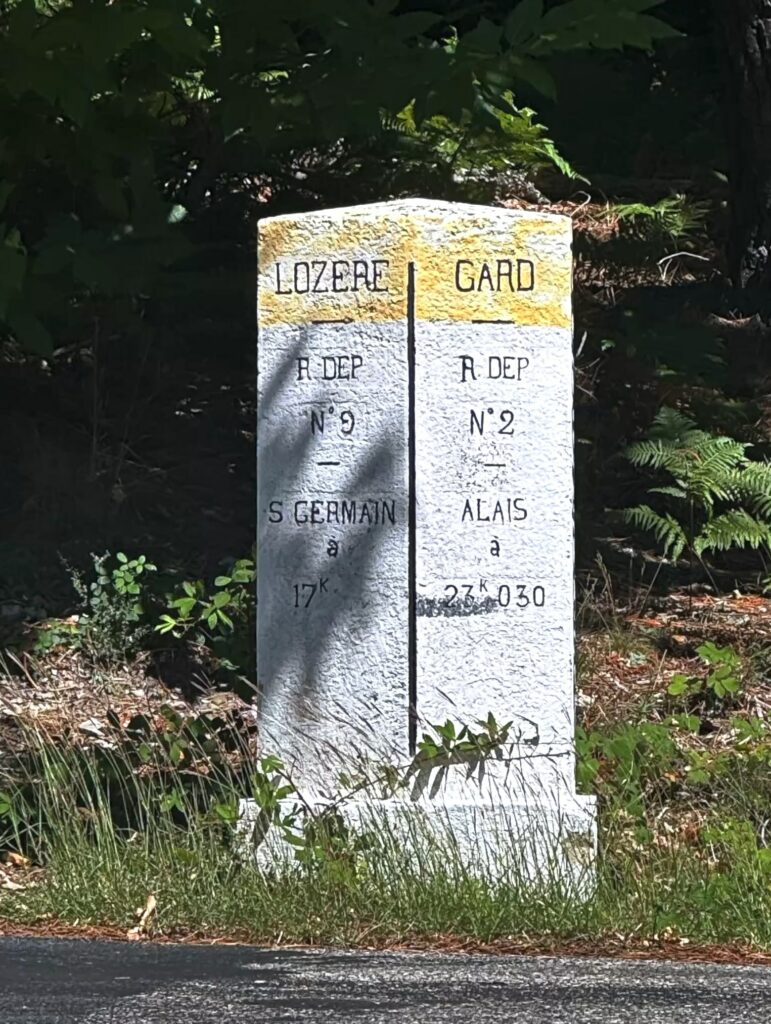 LOZERE
R DEP
N° 9
S GERMAIN
à
17K
GARD
R DEP
N° 2
ALAIS
à
23K030